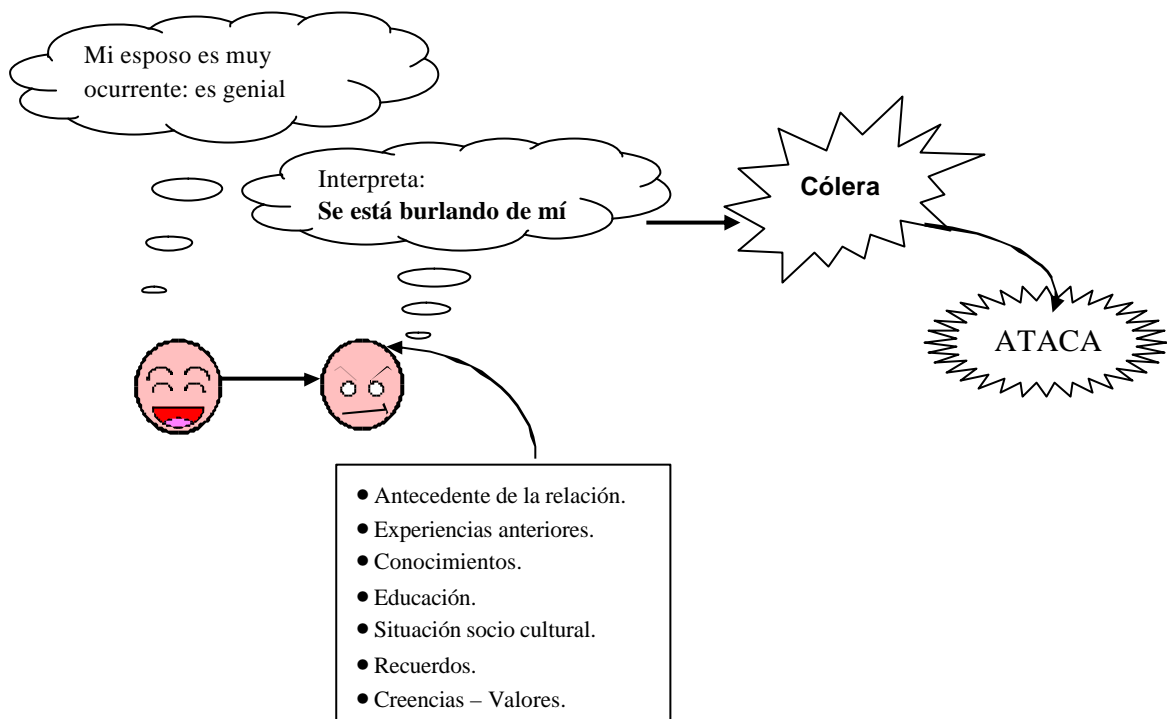 Mi esposo es muy
ocurrente: es genial
Interpreta:
Se está burlando de mí
Cólera
ATACA
• Antecedente de la relación.
• Experiencias anteriores.
• Conocimientos.
• Educación.
• Situación socio cultural.
• Recuerdos.
• Creencias – Valores.